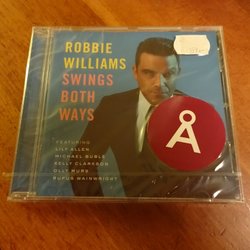 ROBBIE
WILLIAMS
SWINGS
BOTH
WAYS
FEATURING
LILY ALLEN
MICHAEL BUBLÉ
KELLY CLARKSON
OLLY MURS
RUFUS WAINWRIGHT
Å